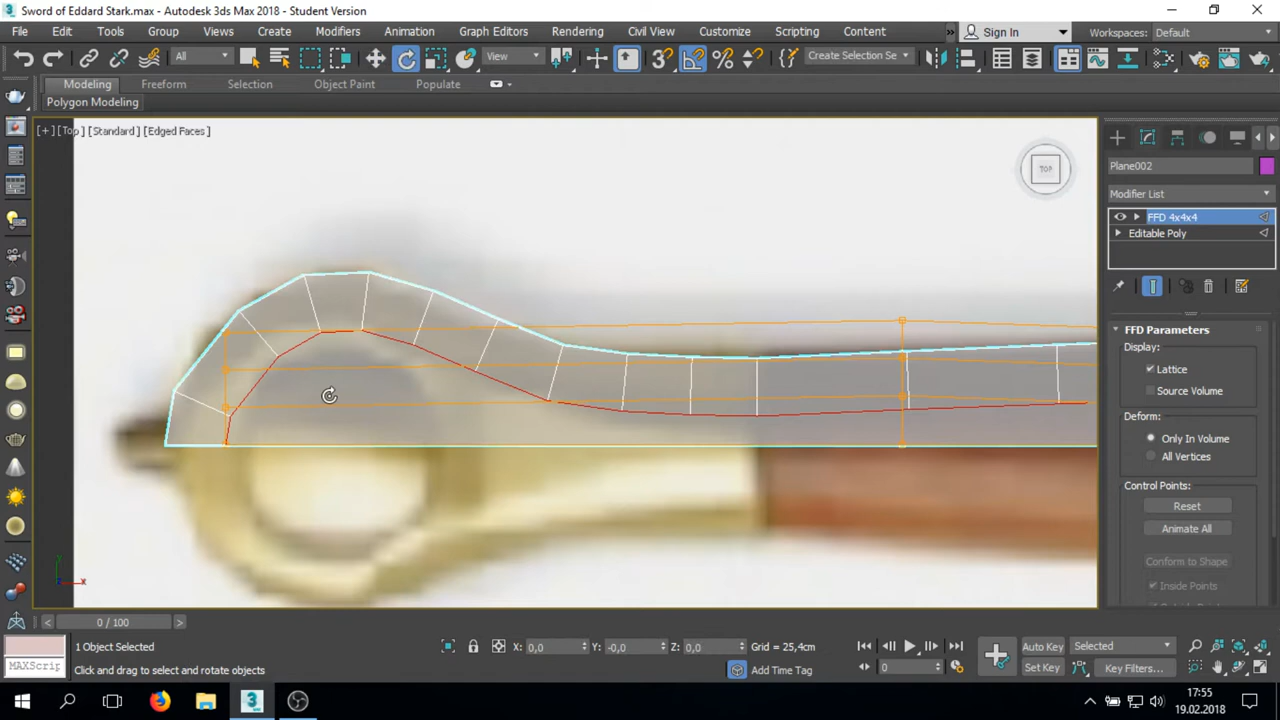 Sword of Eddard Stark.max - Autodesk 3ds Max 2018 - Student Version
File Edit Tools Group Views Create Modifiers Animation Graph Editors Rendering Civil View Customize Scripting Content » Sign In Workspaces: Default
All View 3 Create Selection Se
Modeling Freeform Selection Object Paint Populate
Polygon Modeling
[+] [Top] [Standard] [Edged Faces]
TOP
Plane002
Modifier List
FFD 4x4x4
Editable Poly
FFD Parameters
Display:
Lattice
Source Volume
Deform:
Only In Volume
All Vertices
Control Points:
Reset
Animate All
Conform to Shape
Inside Points
y
x
< 0 / 100 >
1 Object Selected X: 0,0 Y: -0,0 Z: 0,0 Grid = 25,4cm Auto Key Selected
MAXScrip Click and drag to select and rotate objects Add Time Tag 0 Set Key Key Filters...
17:55
19.02.2018